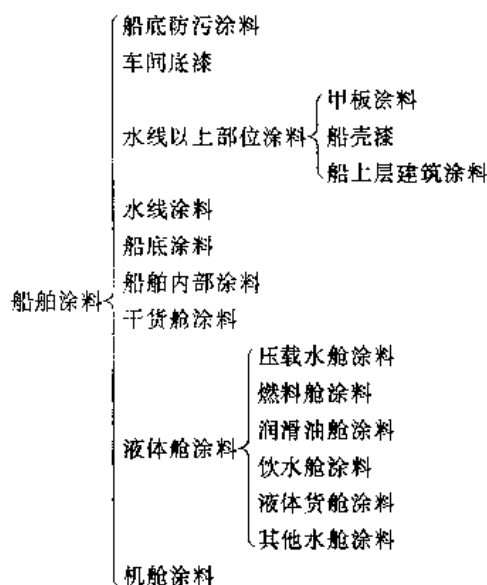 船底防污涂料
车间底漆
甲板涂料
水线以上部位涂料
船壳漆
船上层建筑涂料
水线涂料
船底涂料
船舶内部涂料
船舶涂料
干货舱涂料
压载水舱涂料
燃料舱涂料
润滑油舱涂料
液体舱涂料
饮水舱涂料
液体货舱涂料
其他水舱涂料
机舱涂料